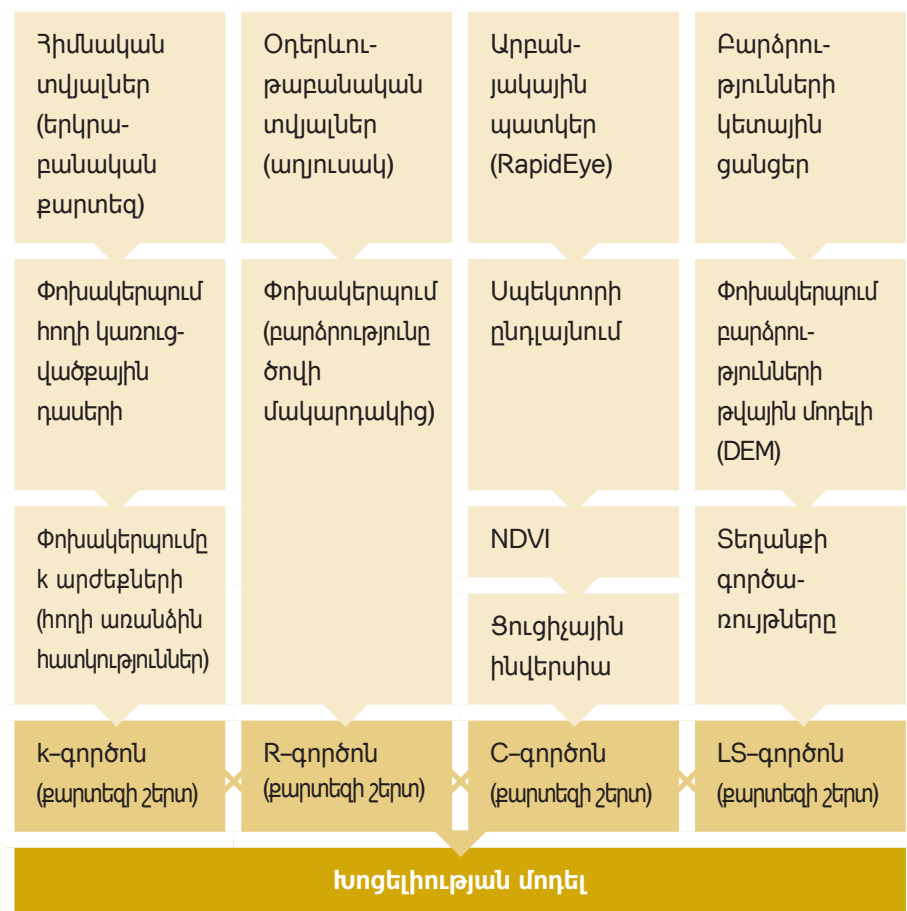 Հիմնական
տվյալներ
(երկրա-
բանական
քարտեզ)
Օդերևու-
թաբանական
տվյալներ
(աղյուսակ)
Արբան-
յակային
պատկեր
(RapidEye)
Բարձրու-
թյունների
կետային
ցանցեր
Փոխակերպում
հողի կառուց-
վածքային
դասերի
Փոխակերպում
(բարձրությունը
ծովի
մակարդակից)
Սպեկտորի
ընդլայնում
Փոխակերպում
բարձրու-
թյունների
թվային մոդելի
(DEM)
Փոխակերպումը
k արժեքների
(հողի առանձին
հատկություններ)
NDVI
Ցուցիչային
ինվերսիա
Տեղանքի
գործա-
ռույթները
k–գործոն
(քարտեզի շերտ)
R–գործոն
(քարտեզի շերտ)
C–գործոն
(քարտեզի շերտ)
LS–գործոն
(քարտեզի շերտ)
Խոցելիության մոդել